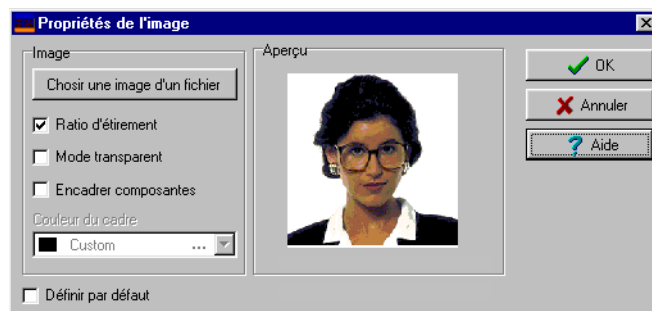 Propriétés de l'image
Image
Chosir une image d'un fichier
Ratio d'étirement
Mode transparent
Encadrer composantes
Couleur du cadre
Custom ...
Définir par défaut
Aperçu
OK
Annuler
Aide